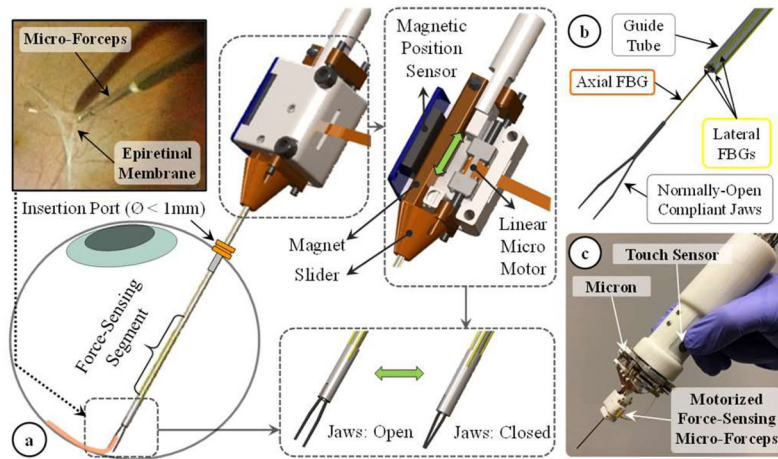 Micro-Forceps
Epiretinal
Membrane
Insertion Port (Ø < 1mm)
Force-Sensing
Segment
a
Magnetic
Position
Sensor
Magnet
Slider
Linear
Micro
Motor
Jaws: Open
Jaws: Closed
b
Guide
Tube
Axial FBG
Lateral
FBGs
Normally-Open
Compliant Jaws
c
Touch Sensor
Micron
Motorized
Force-Sensing
Micro-Forceps